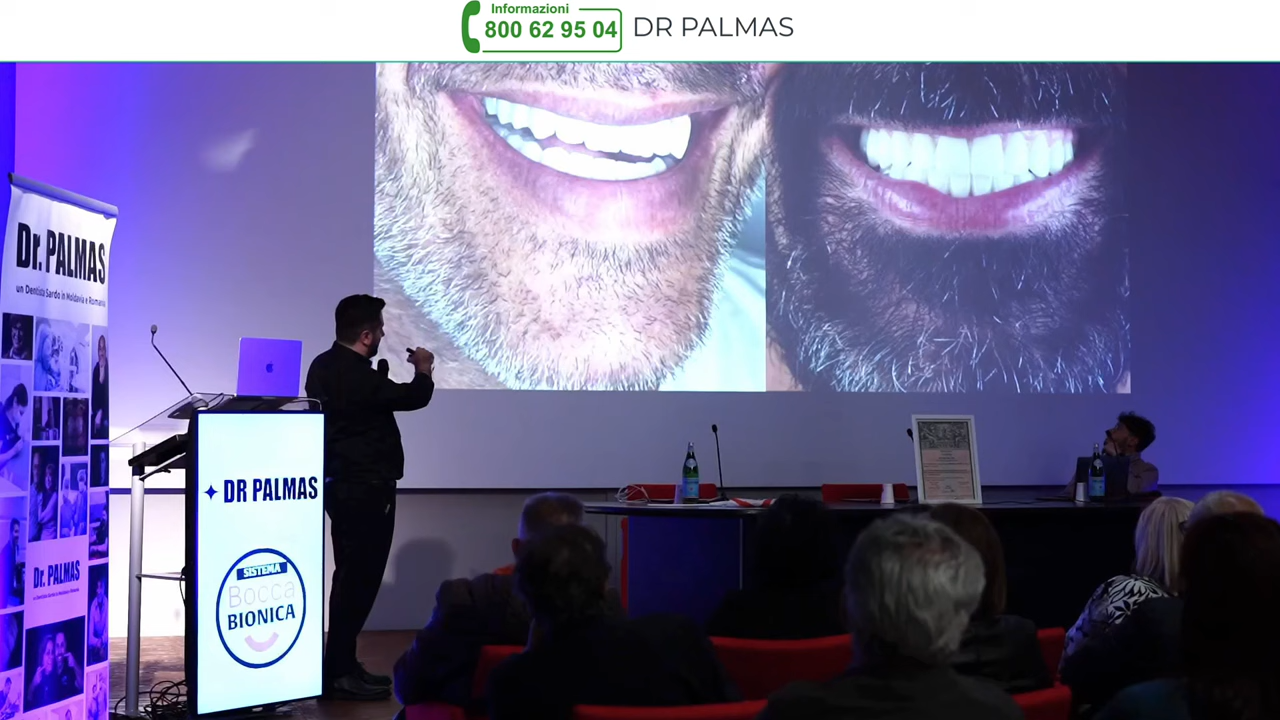 Informazioni
800 62 95 04
DR PALMAS
Dr. PALMAS
un Dentista Sardo in Moldavia e Romania
Dr. PALMAS
DR PALMAS
SISTEMA
Bocca
BIONICA